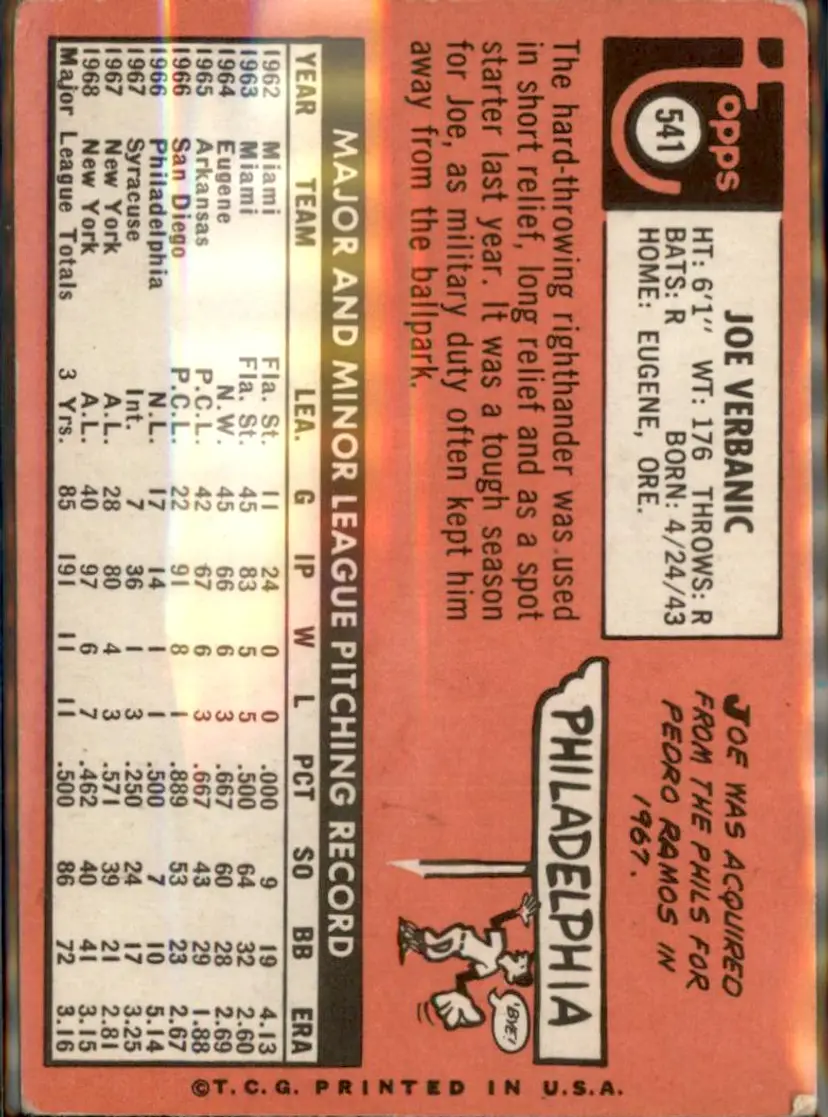 Topps
541
JOE VERBANIC
HT: 6'1" WT: 176 THROWS: R
BATS: R BORN: 4/24/43
HOME: EUGENE, ORE.
JOE WAS ACQUIRED
FROM THE PHILS FOR
PEDRO RAMOS IN
1967.
The hard-throwing righthander was used
in short relief, long relief and as a spot
starter last year. It was a tough season
for Joe, as military duty often kept him
away from the ballpark.
PHILADELPHIA
'BYE!
MAJOR AND MINOR LEAGUE PITCHING RECORD
YEAR TEAM LEA. G IP W L PCT SO BB ERA
1962 Miami Fla. St. 11 24 0 0 .000 9 19 4.13
1963 Miami Fla. St. 45 83 5 5 .500 64 32 2.60
1964 Eugene N.W. 45 66 6 3 .667 60 28 2.69
1965 Arkansas P.C.L. 42 67 6 3 .667 43 29 1.88
1966 San Diego P.C.L. 22 91 8 1 .889 53 23 2.67
1966 Philadelphia N.L. 17 14 1 1 .500 7 10 5.14
1967 Syracuse Int. 7 36 1 3 .250 24 17 3.25
1967 New York A.L. 28 80 4 3 .571 39 21 2.81
1968 New York A.L. 40 97 6 7 .462 40 41 3.15
Major League Totals 3 Yrs. 85 191 11 11 .500 86 72 3.16
©T.C.G. PRINTED IN U.S.A.